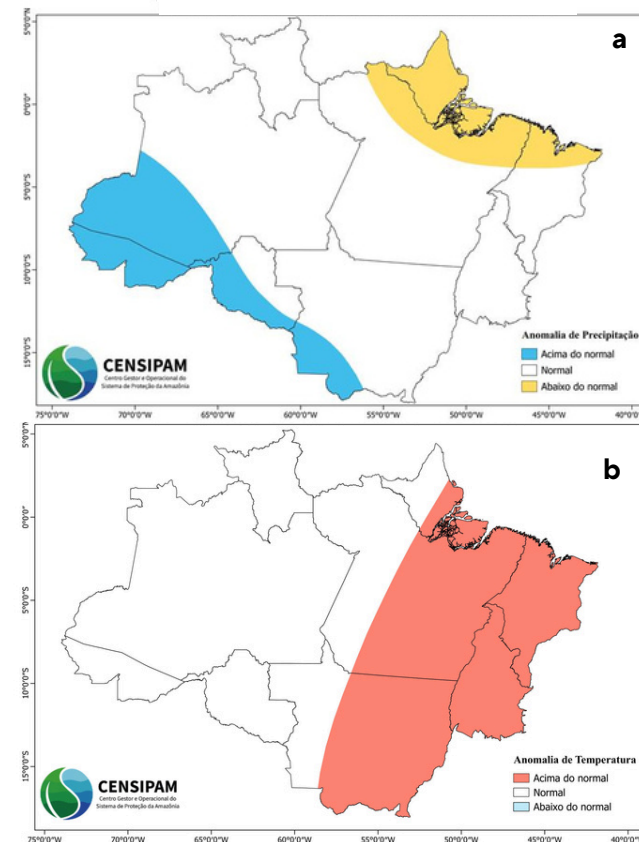 a
5°0'0"N
0°0'0"
5°0'0"S
10°0'0"S
15°0'0"S
CENSIPAM
Centro Gestor e Operacional do
Sistema de Proteção da Amazônia
Anomalia de Precipitação
Acima do normal
Normal
Abaixo do normal
75°0'0"W 70°0'0"W 65°0'0"W 60°0'0"W 55°0'0"W 50°0'0"W 45°0'0"W 40°0'0"
b
5°0'0"N
0°0'0"
5°0'0"S
10°0'0"S
15°0'0"S
CENSIPAM
Centro Gestor e Operacional do
Sistema de Proteção da Amazônia
Anomalia de Temperatura
Acima do normal
Normal
Abaixo do normal
75°0'0"W 70°0'0"W 65°0'0"W 60°0'0"W 55°0'0"W 50°0'0"W 45°0'0"W 40°0'0"